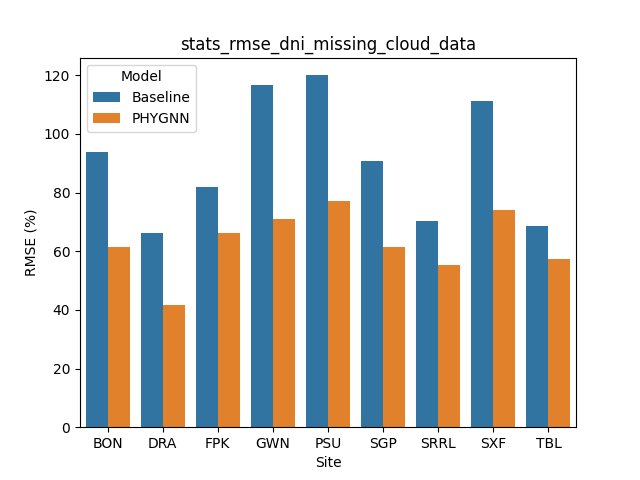 stats_rmse_dni_missing_cloud_data
Model
Baseline
PHYGNN
RMSE (%)
120
100
80
60
40
20
0
BON DRA FPK GWN PSU SGP SRRL SXF TBL
Site